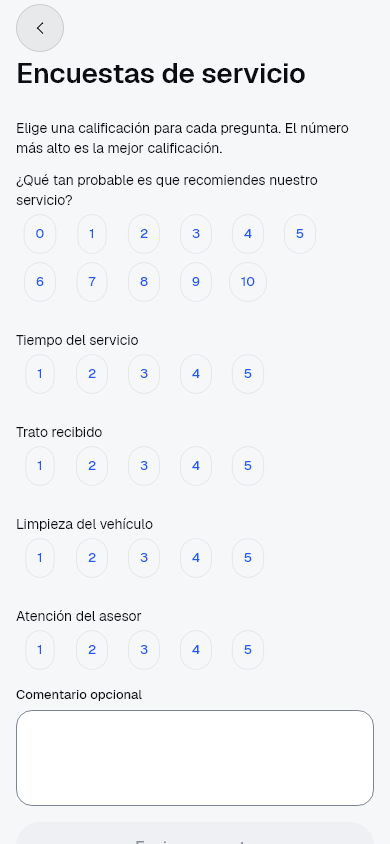 Encuestas de servicio
Elige una calificación para cada pregunta. El número
más alto es la mejor calificación.
¿Qué tan probable es que recomiendes nuestro
servicio?
0 1 2 3 4 5
6 7 8 9 10
Tiempo del servicio
1 2 3 4 5
Trato recibido
1 2 3 4 5
Limpieza del vehículo
1 2 3 4 5
Atención del asesor
1 2 3 4 5
Comentario opcional